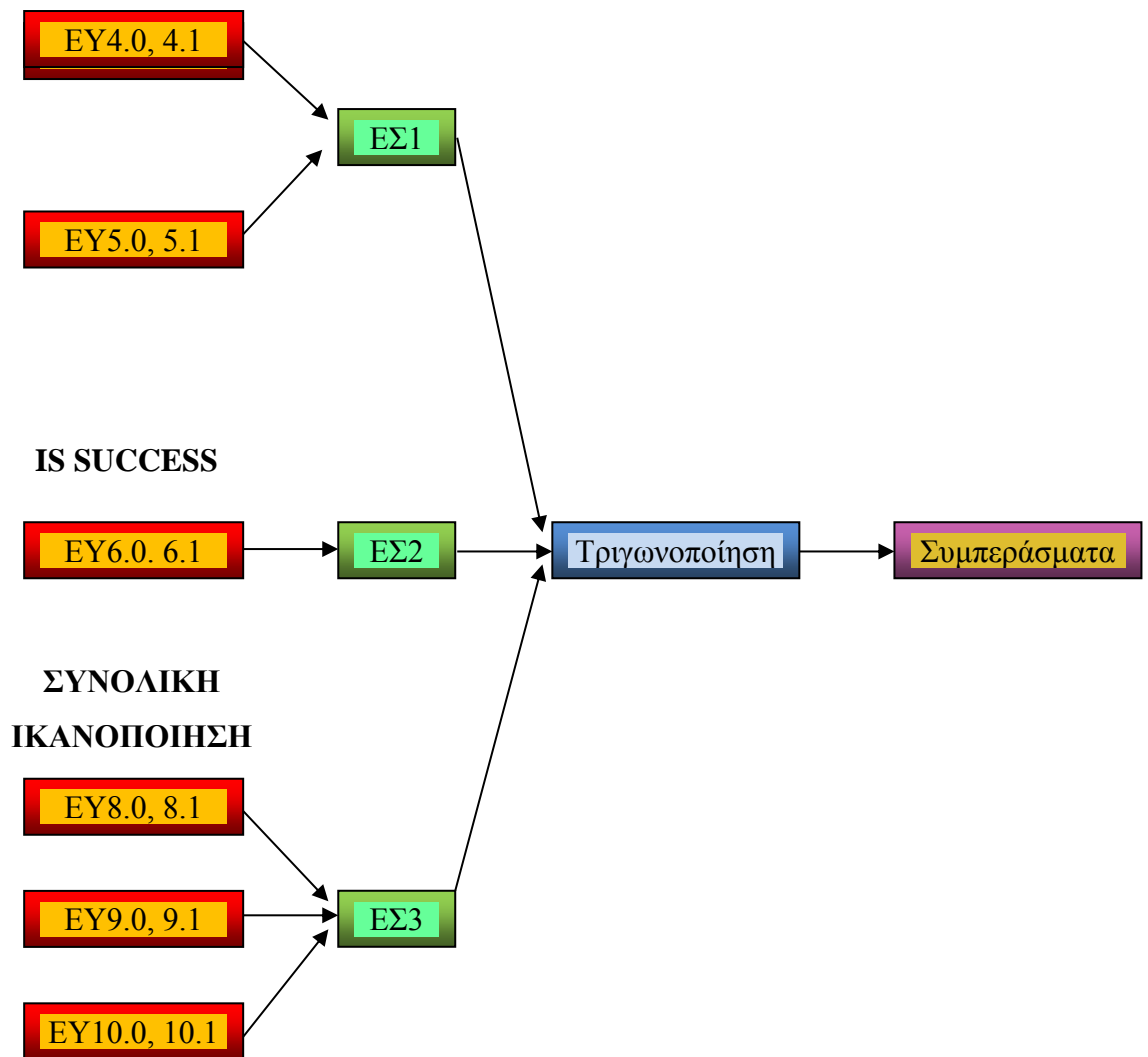 ΕΥ4.0, 4.1
ΕΣ1
ΕΥ5.0, 5.1
IS SUCCESS
ΕΥ6.0. 6.1
ΕΣ2
Τριγωνοποίηση
Συμπεράσματα
ΣΥΝΟΛΙΚΗ
ΙΚΑΝΟΠΟΙΗΣΗ
ΕΥ8.0, 8.1
ΕΥ9.0, 9.1
ΕΣ3
ΕΥ10.0, 10.1